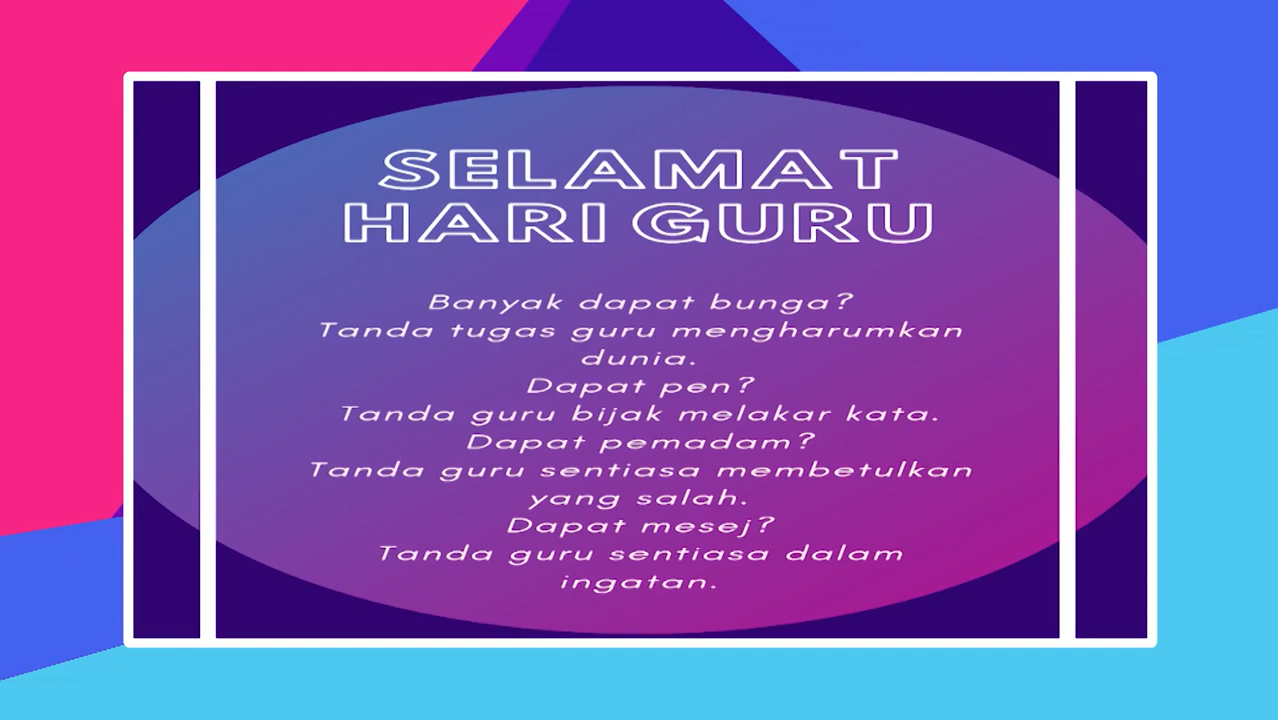 SELAMAT
HARI GURU
Banyak dapat bunga?
Tanda tugas guru mengharumkan
dunia.
Dapat pen?
Tanda guru bijak melakar kata.
Dapat pemadam?
Tanda guru sentiasa membetulkan
yang salah.
Dapat mesej?
Tanda guru sentiasa dalam
ingatan.